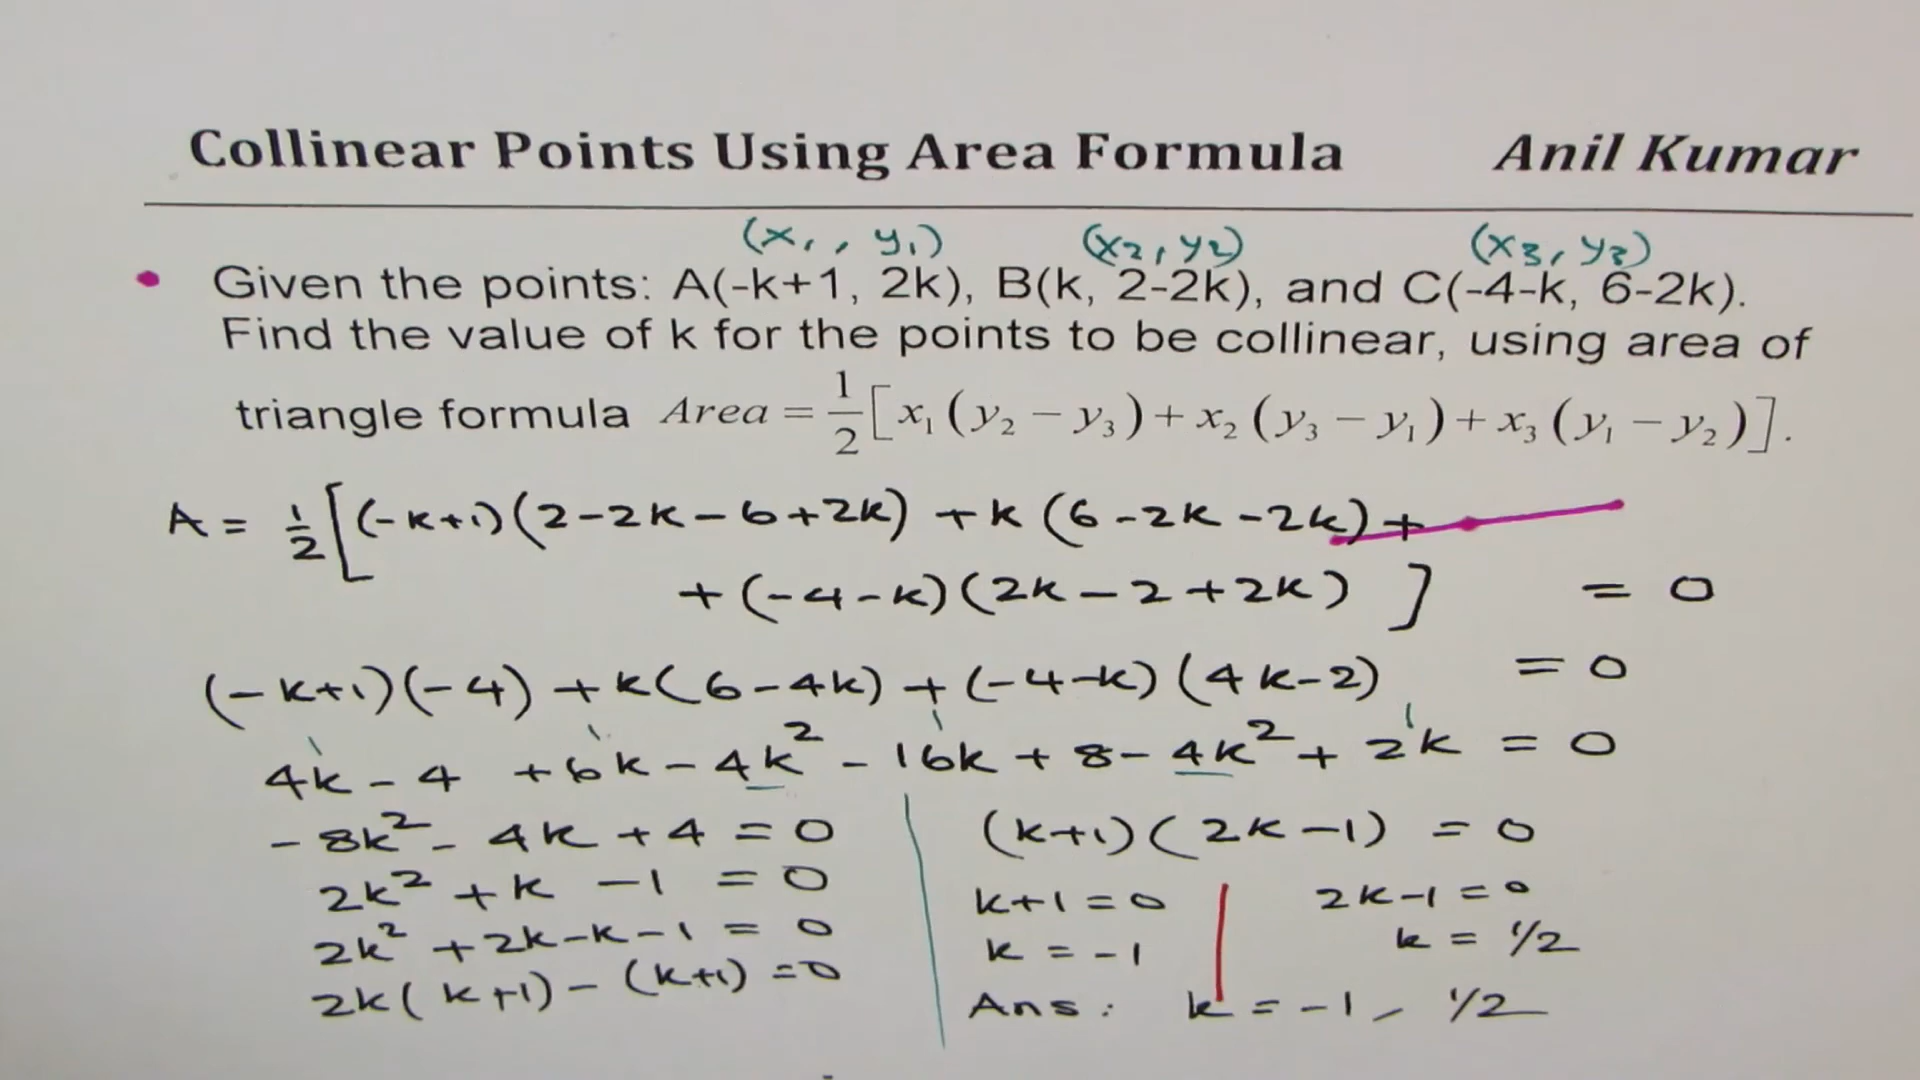 Collinear Points Using Area Formula Anil Kumar
(x₁, y₁) (x₂, y₂) (x₃, y₃)
• Given the points: A(-k+1, 2k), B(k, 2-2k), and C(-4-k, 6-2k).
Find the value of k for the points to be collinear, using area of
triangle formula Area = 1/2 [x₁(y₂ − y₃) + x₂(y₃ − y₁) + x₃(y₁ − y₂)].
A = 1/2 [(-k+1)(2-2k-6+2k) + k(6-2k-2k) +
+ (-4-k)(2k-2+2k)] = 0
(-k+1)(-4) + k(6-4k) + (-4-k)(4k-2) = 0
4k - 4 + 6k - 4k² - 16k + 8 - 4k² + 2k = 0
- 8k² - 4k + 4 = 0
2k² + k - 1 = 0
2k² + 2k - k - 1 = 0
2k(k+1) - (k+1) = 0
(k+1)(2k-1) = 0
k+1 = 0 2k-1 = 0
k = -1 k = 1/2
Ans: k = -1, 1/2